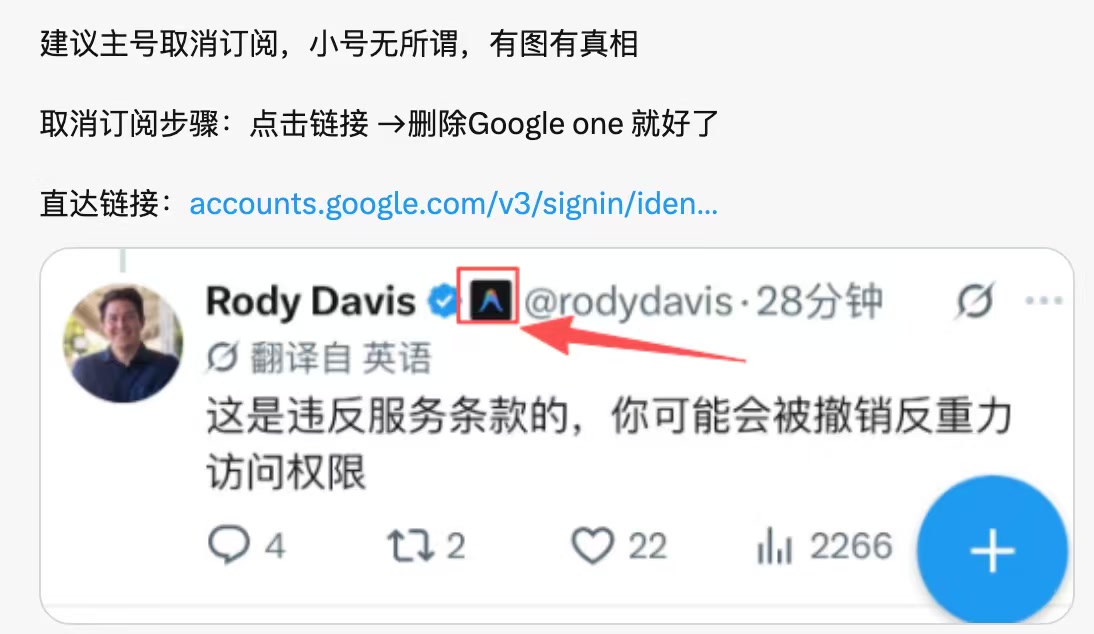 建议主号取消订阅，小号无所谓，有图有真相
取消订阅步骤：点击链接 →删除Google one 就好了
直达链接：accounts.google.com/v3/signin/iden...
Rody Davis @rodydavis · 28分钟
翻译自 英语
这是违反服务条款的，你可能会被撤销反重力
访问权限
4 2 22 2266